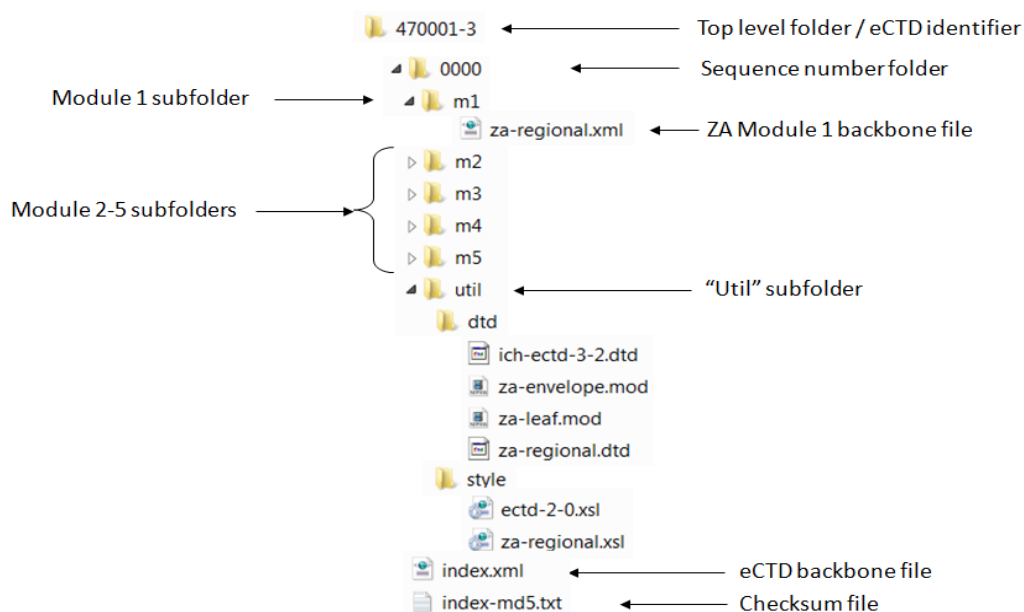 470001-3 Top level folder / eCTD identifier
0000 Sequence number folder
Module 1 subfolder m1
za-regional.xml ZA Module 1 backbone file
m2
m3
Module 2-5 subfolders
m4
m5
util “Util” subfolder
dtd
ich-ectd-3-2.dtd
za-envelope.mod
za-leaf.mod
za-regional.dtd
style
ectd-2-0.xsl
za-regional.xsl
index.xml eCTD backbone file
index-md5.txt Checksum file